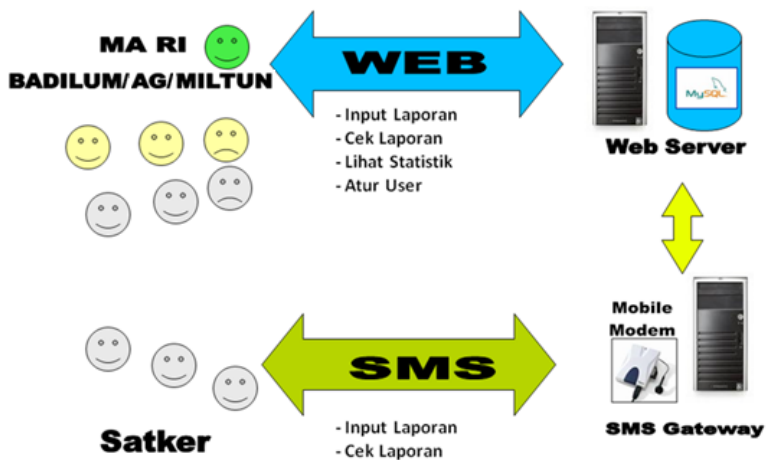 MA RI
BADILUM/AG/MILTUN
WEB
- Input Laporan
- Cek Laporan
- Lihat Statistik
- Atur User
MySQL
Web Server
Mobile
Modem
SMS Gateway
SMS
- Input Laporan
- Cek Laporan
Satker